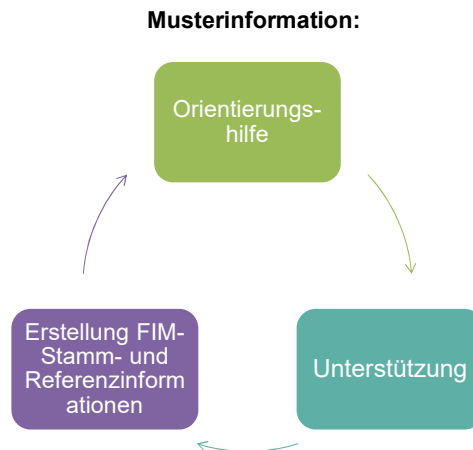 Musterinformation:
Orientierungs-
hilfe
Erstellung FIM-
Stamm- und
Referenzinform
ationen
Unterstützung